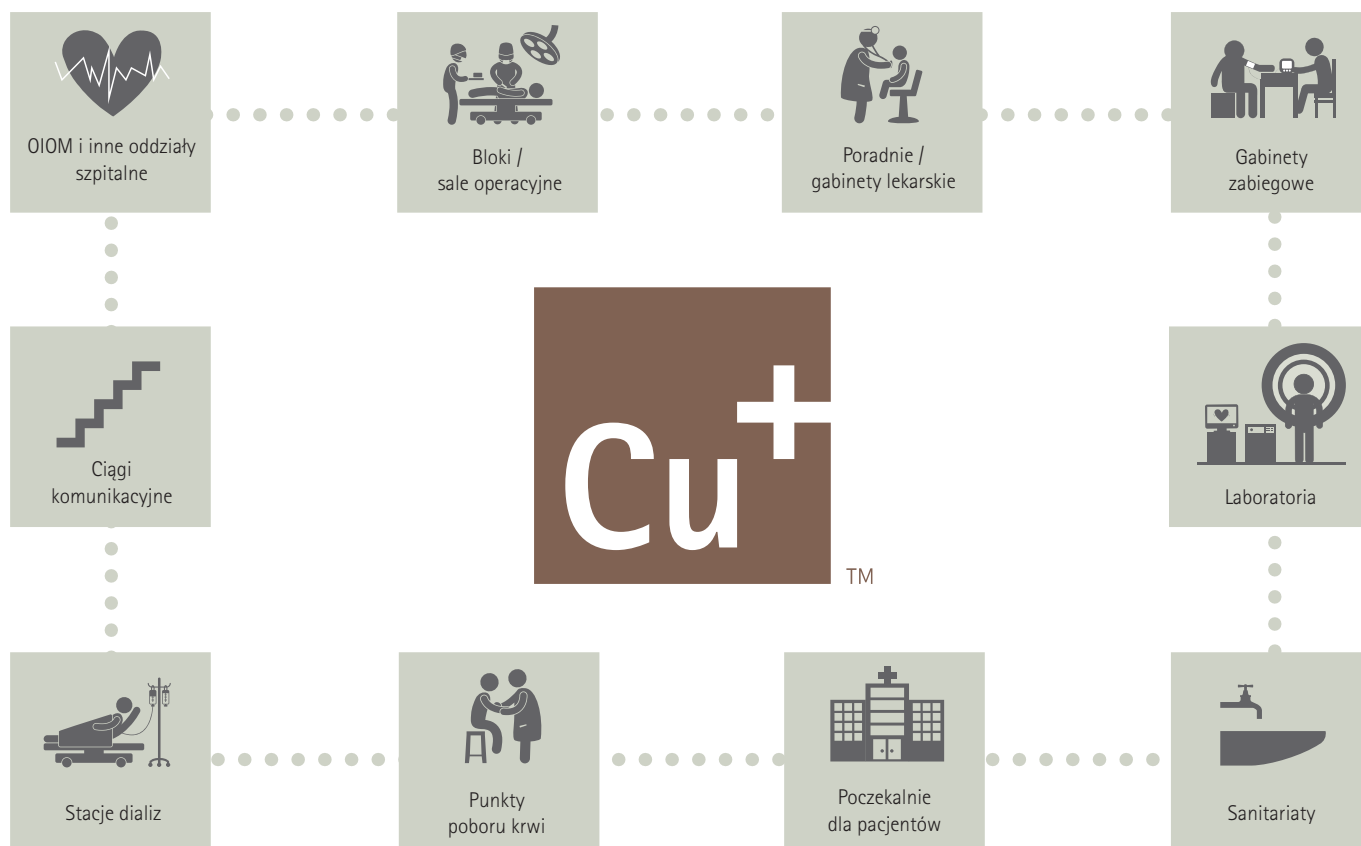 OIOM i inne oddziały
szpitalne
Bloki /
sale operacyjne
Poradnie /
gabinety lekarskie
Gabinety
zabiegowe
Ciągi
komunikacyjne
Cu+
TM
Laboratoria
Stacje dializ
Punkty
poboru krwi
Poczekalnie
dla pacjentów
Sanitariaty